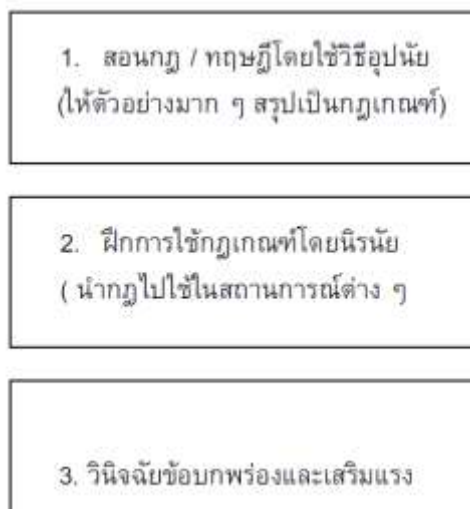 1. สอนกฎ / ทฤษฎีโดยใช้วิธีอุปนัย
(ให้ตัวอย่างมาก ๆ สรุปเป็นกฎเกณฑ์)
2. ฝึกการใช้กฎเกณฑ์โดยนิรนัย
( นำกฎไปใช้ในสถานการณ์ต่าง ๆ
3. วินิจฉัยข้อบกพร่องและเสริมแรง